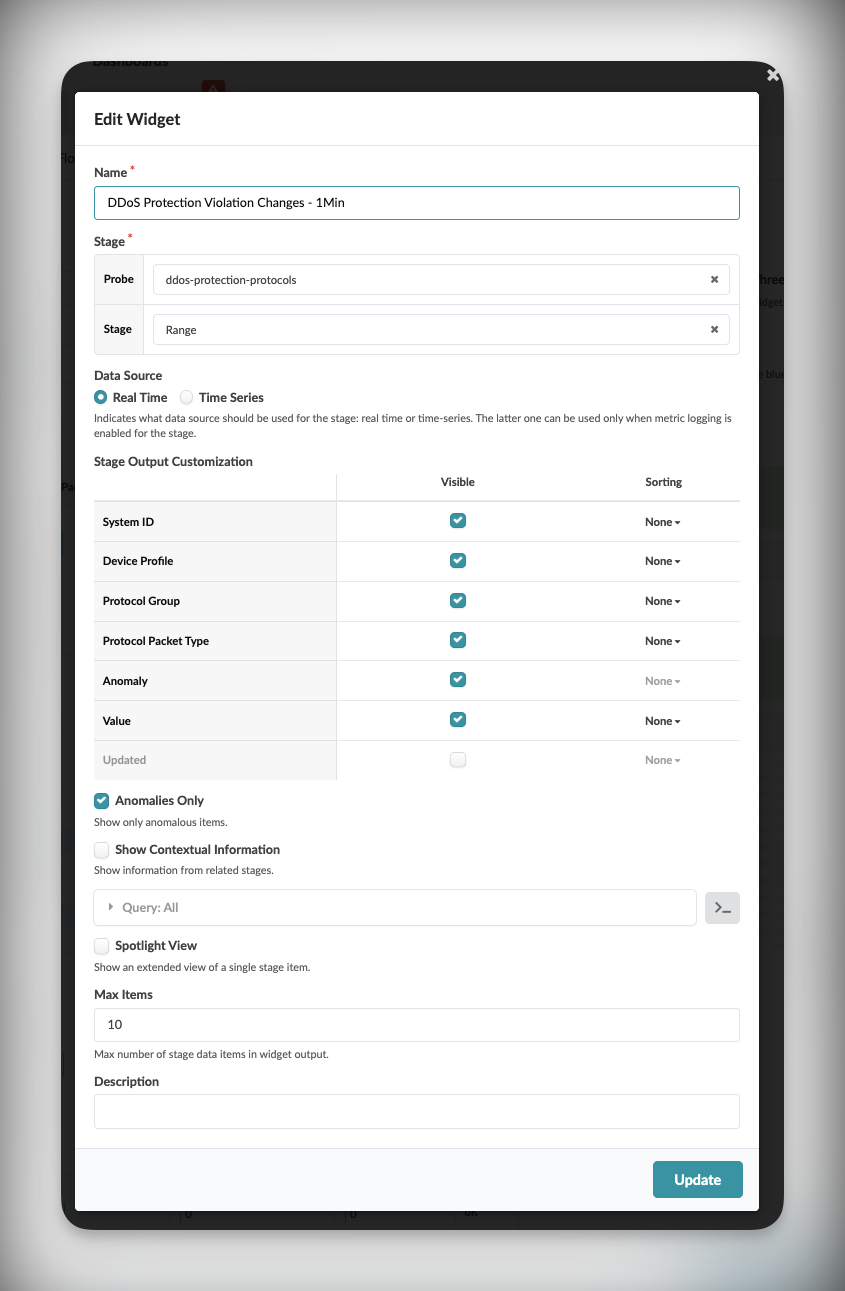 Dashboards
Edit Widget
Name *
DDoS Protection Violation Changes - 1Min
Stage *
Probe
ddos-protection-protocols
Stage
Range
Data Source
Real Time Time Series
Indicates what data source should be used for the stage: real time or time-series. The latter one can be used only when metric logging is
enabled for the stage.
Stage Output Customization
Visible Sorting
System ID None
Device Profile None
Protocol Group None
Protocol Packet Type None
Anomaly None
Value None
Updated None
Anomalies Only
Show only anomalous items.
Show Contextual Information
Show information from related stages.
Query: All
Spotlight View
Show an extended view of a single stage item.
Max Items
10
Max number of stage data items in widget output.
Description
Update